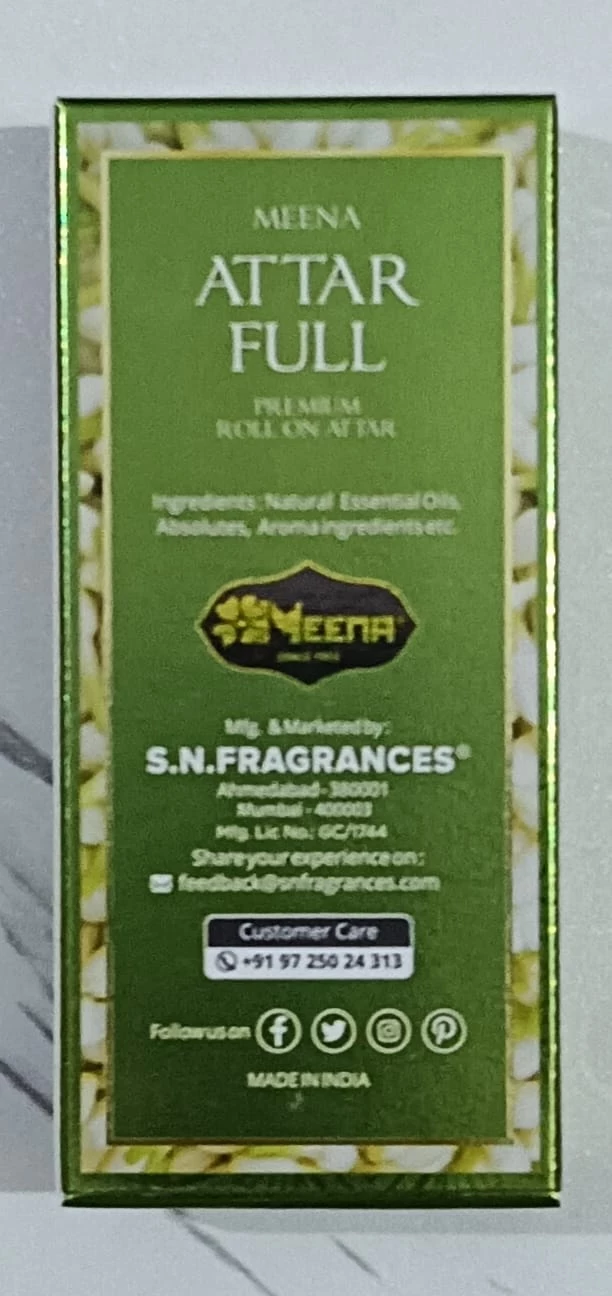 MEENA
ATTAR
FULL
PREMIUM
ROLL ON ATTAR
Ingredients: Natural Essential Oils,
Absolutes, Aroma ingredients etc.
MEENA®
Mfg. & Marketed by:
S.N.FRAGRANCES®
Ahmedabad - 380001
Mumbai - 400003
Mfg. Lic No.: GC/1744
Share your experience on:
feedback@snfragrances.com
Customer Care
+91 97 250 24 313
Follow us on
MADE IN INDIA